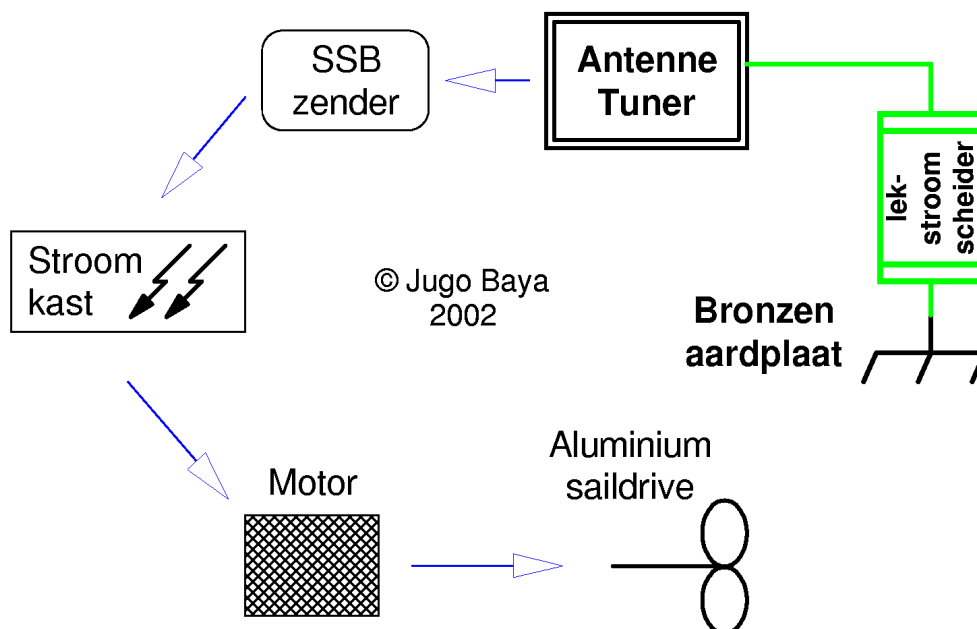 SSB
zender
Antenne
Tuner
lek-
stroom
scheider
Stroom
kast
© Jugo Baya
2002
Bronzen
aardplaat
Motor
Aluminium
saildrive